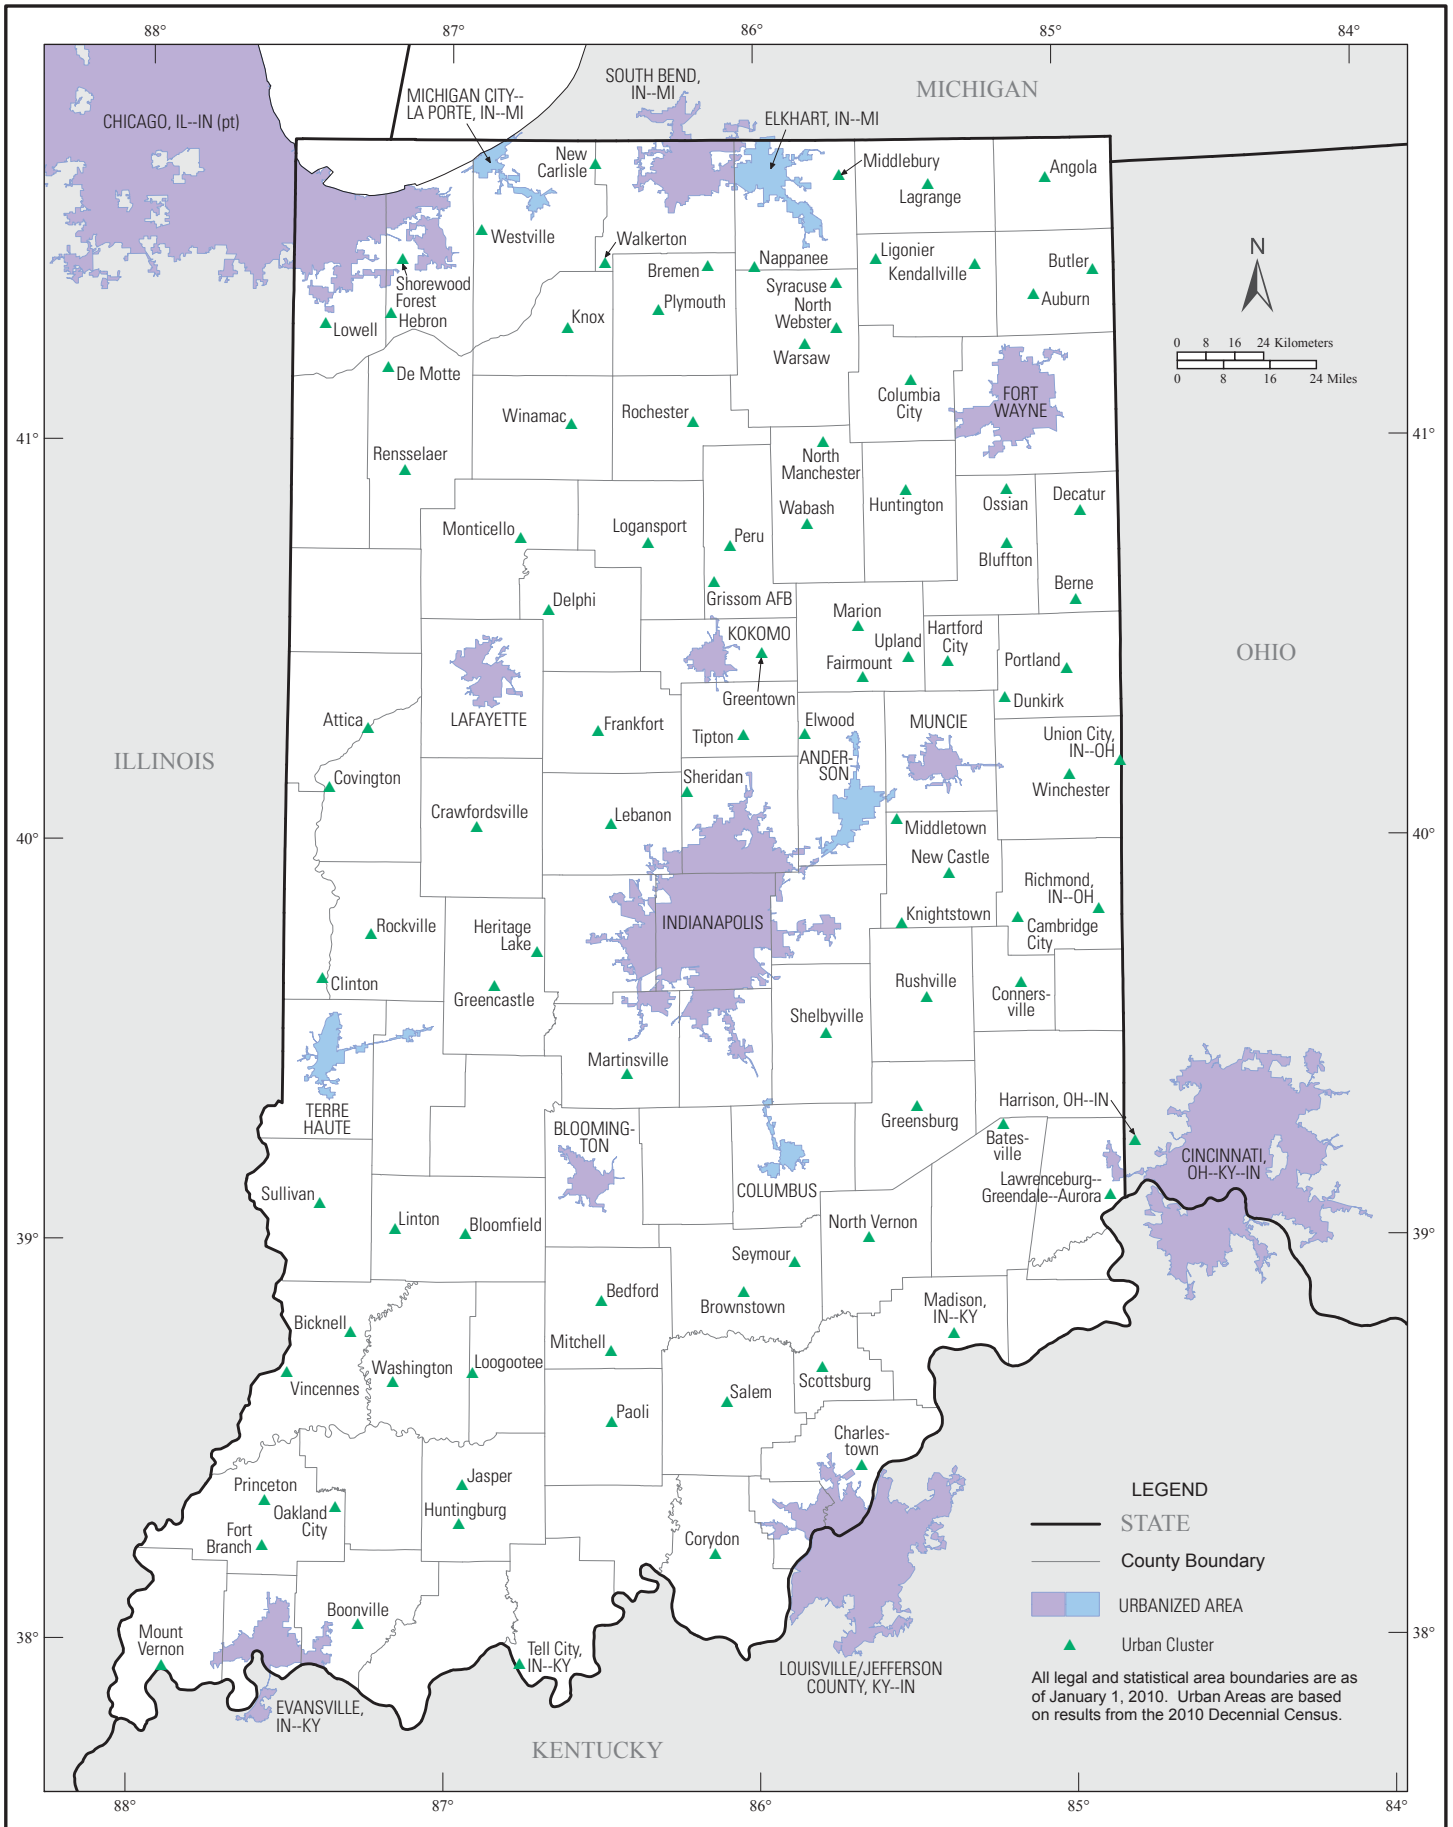 88°
87°
86°
85°
84°
SOUTH BEND,
IN--MI
MICHIGAN
MICHIGAN CITY--
LA PORTE, IN--MI
ELKHART, IN--MI
CHICAGO, IL--IN (pt)
New
Carlisle
Middlebury
Angola
Lagrange
Westville
Walkerton
Ligonier
Nappanee
Bremen
Kendallville
Butler
N
Shorewood
Forest
Syracuse
Auburn
Plymouth
North
Webster
Hebron
Knox
Lowell
0 8 16 24 Kilometers
Warsaw
De Motte
0 8 16 24 Miles
Columbia
City
FORT
WAYNE
Winamac
Rochester
41°
41°
North
Manchester
Rensselaer
Huntington
Ossian
Decatur
Wabash
Monticello
Logansport
Peru
Bluffton
Berne
Delphi
Grissom AFB
Marion
KOKOMO
Hartford
City
Upland
OHIO
Fairmount
Portland
Greentown
Dunkirk
LAFAYETTE
Attica
Frankfort
Elwood
MUNCIE
Tipton
Union City,
IN--OH
ILLINOIS
ANDER-
SON
Covington
Sheridan
Winchester
Crawfordsville
Lebanon
Middletown
40°
40°
New Castle
Richmond,
IN--OH
INDIANAPOLIS
Knightstown
Rockville
Heritage
Lake
Cambridge
City
Clinton
Greencastle
Rushville
Conners-
ville
Shelbyville
Martinsville
TERRE
HAUTE
Harrison, OH--IN
Greensburg
BLOOMING-
TON
Bates-
ville
CINCINNATI,
OH--KY--IN
COLUMBUS
Lawrenceburg--
Greendale--Aurora
Sullivan
Linton
Bloomfield
North Vernon
39°
39°
Seymour
Bedford
Brownstown
Madison,
IN--KY
Bicknell
Mitchell
Washington
Loogootee
Scottsburg
Vincennes
Salem
Paoli
Charles-
town
Princeton
Jasper
LEGEND
Oakland
City
Huntingburg
STATE
Fort
Branch
Corydon
County Boundary
Boonville
URBANIZED AREA
Mount
Vernon
38°
38°
Tell City,
IN--KY
Urban Cluster
LOUISVILLE/JEFFERSON
COUNTY, KY--IN
All legal and statistical area boundaries are as
of January 1, 2010.  Urban Areas are based
on results from the 2010 Decennial Census.
EVANSVILLE,
IN--KY
KENTUCKY
88°
87°
86°
85°
84°